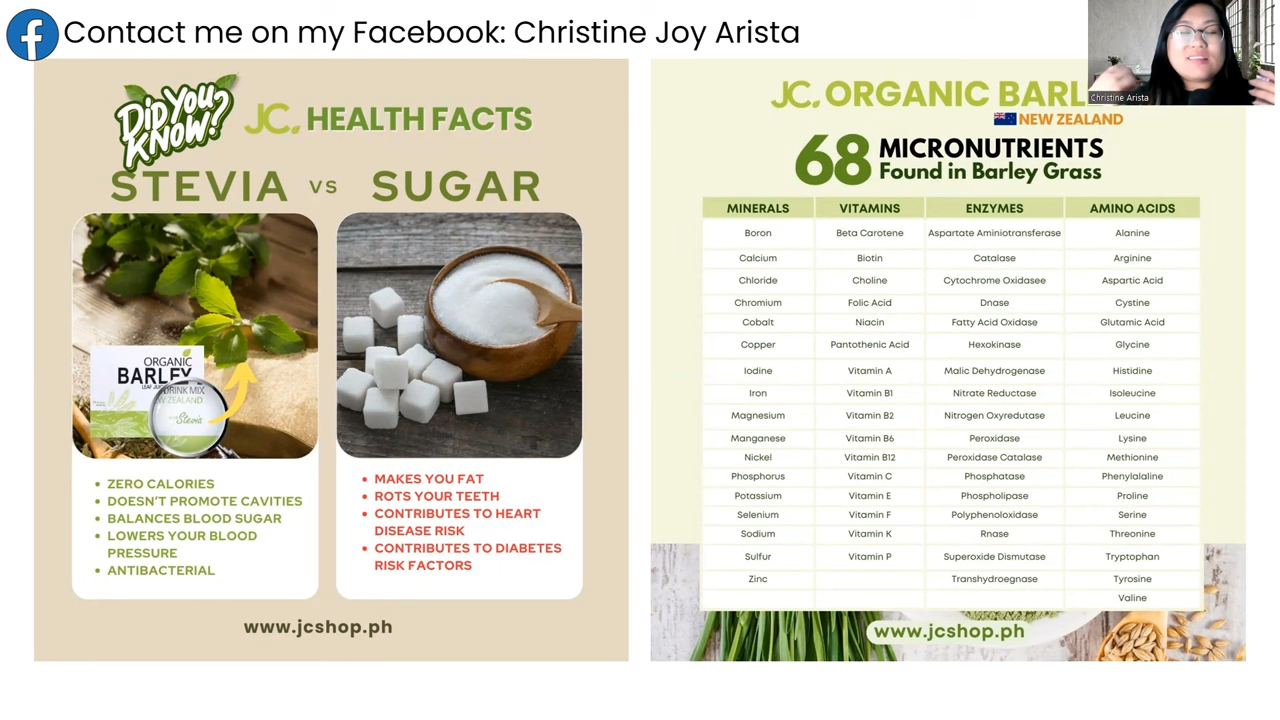 Contact me on my Facebook: Christine Joy Arista
Christine Arista
DiD YOU
KNOW?
JC. HEALTH FACTS
STEVIA VS SUGAR
ORGANIC
BARLEY
DRINK MIX
Stevia
• ZERO CALORIES
• DOESN'T PROMOTE CAVITIES
• BALANCES BLOOD SUGAR
• LOWERS YOUR BLOOD
PRESSURE
• ANTIBACTERIAL
• MAKES YOU FAT
• ROTS YOUR TEETH
• CONTRIBUTES TO HEART
DISEASE RISK
• CONTRIBUTES TO DIABETES
RISK FACTORS
www.jcshop.ph
JC. ORGANIC BARL
NEW ZEALAND
68 MICRONUTRIENTS
Found in Barley Grass
MINERALS VITAMINS ENZYMES AMINO ACIDS
Boron Beta Carotene Aspartate Aminiotransferase Alanine
Calcium Biotin Catalase Arginine
Chloride Choline Cytochrome Oxidasee Aspartic Acid
Chromium Folic Acid Dnase Cystine
Cobalt Niacin Fatty Acid Oxidase Glutamic Acid
Copper Pantothenic Acid Hexokinase Glycine
Iodine Vitamin A Malic Dehydrogenase Histidine
Iron Vitamin B1 Nitrate Reductase Isoleucine
Magnesium Vitamin B2 Nitrogen Oxyredutase Leucine
Manganese Vitamin B6 Peroxidase Lysine
Nickel Vitamin B12 Peroxidase Catalase Methionine
Phosphorus Vitamin C Phosphatase Phenylaline
Potassium Vitamin E Phospholipase Proline
Selenium Vitamin F Polyphenoloxidase Serine
Sodium Vitamin K Rnase Threonine
Sulfur Vitamin P Superoxide Dismutase Tryptophan
Zinc Transhydroegnase Tyrosine
Valine
www.jcshop.ph